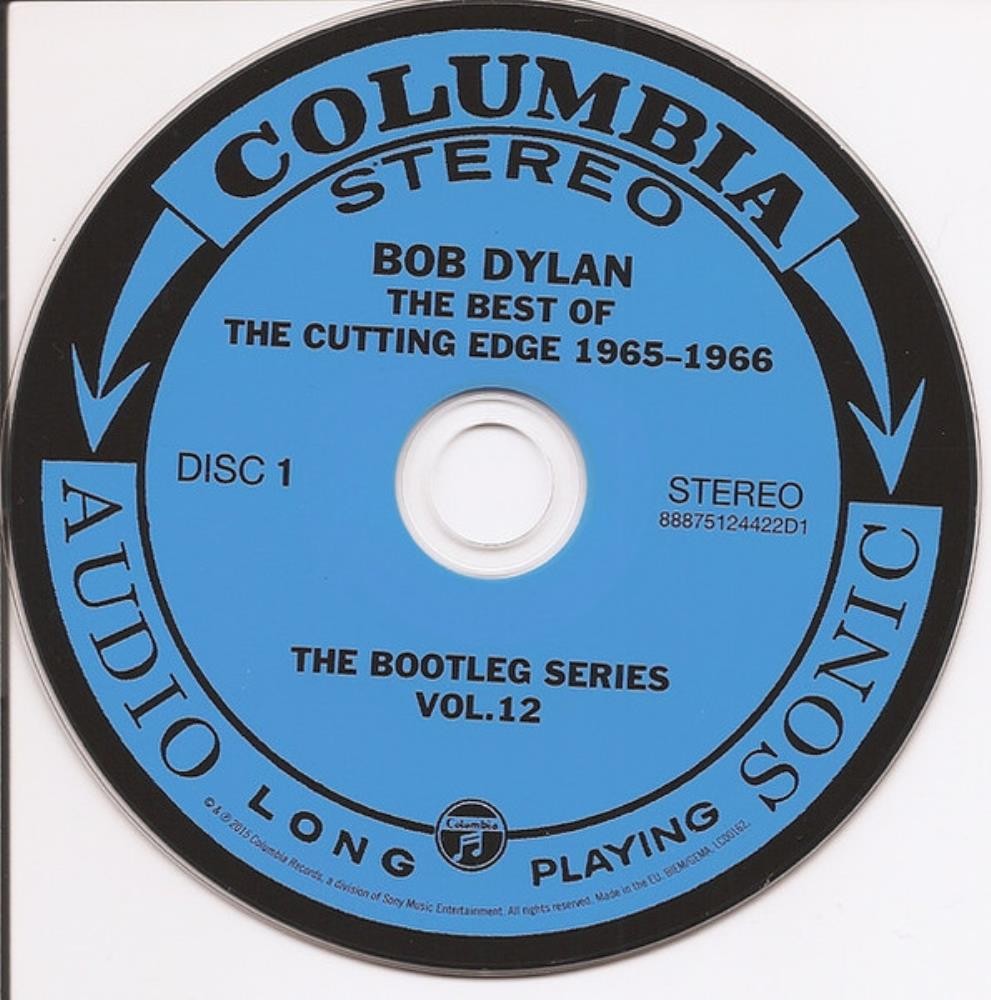 COLUMBIA
STEREO
BOB DYLAN
THE BEST OF
THE CUTTING EDGE 1965–1966
DISC 1
STEREO
88875124422D1
THE BOOTLEG SERIES
VOL.12
AUDIO
LONG
Columbia
PLAYING
SONIC
© & ℗ 2015 Columbia Records, a division of Sony Music Entertainment. All rights reserved. Made in the EU. BIEM/GEMA. LC00162.